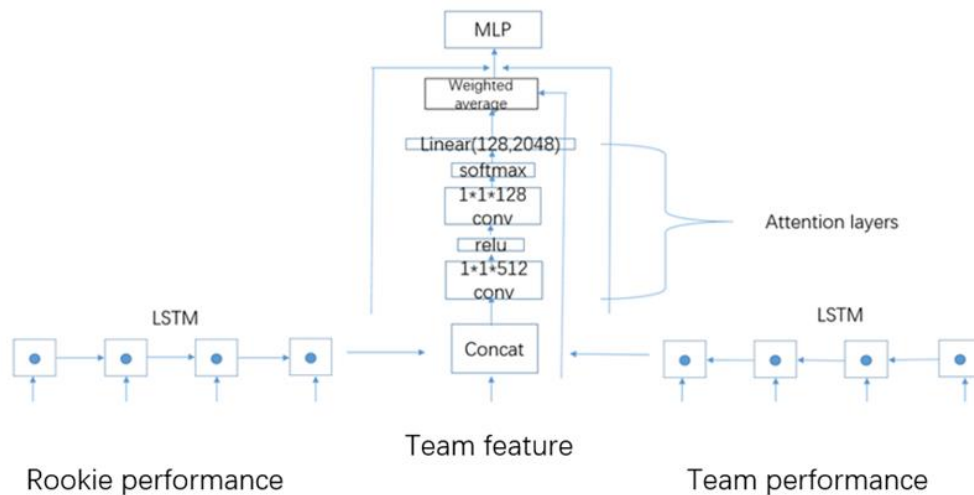 MLP
Weighted
average
Linear(128,2048)
softmax
1*1*128
conv
relu
1*1*512
conv
Attention layers
LSTM
LSTM
Concat
Team feature
Rookie performance
Team performance